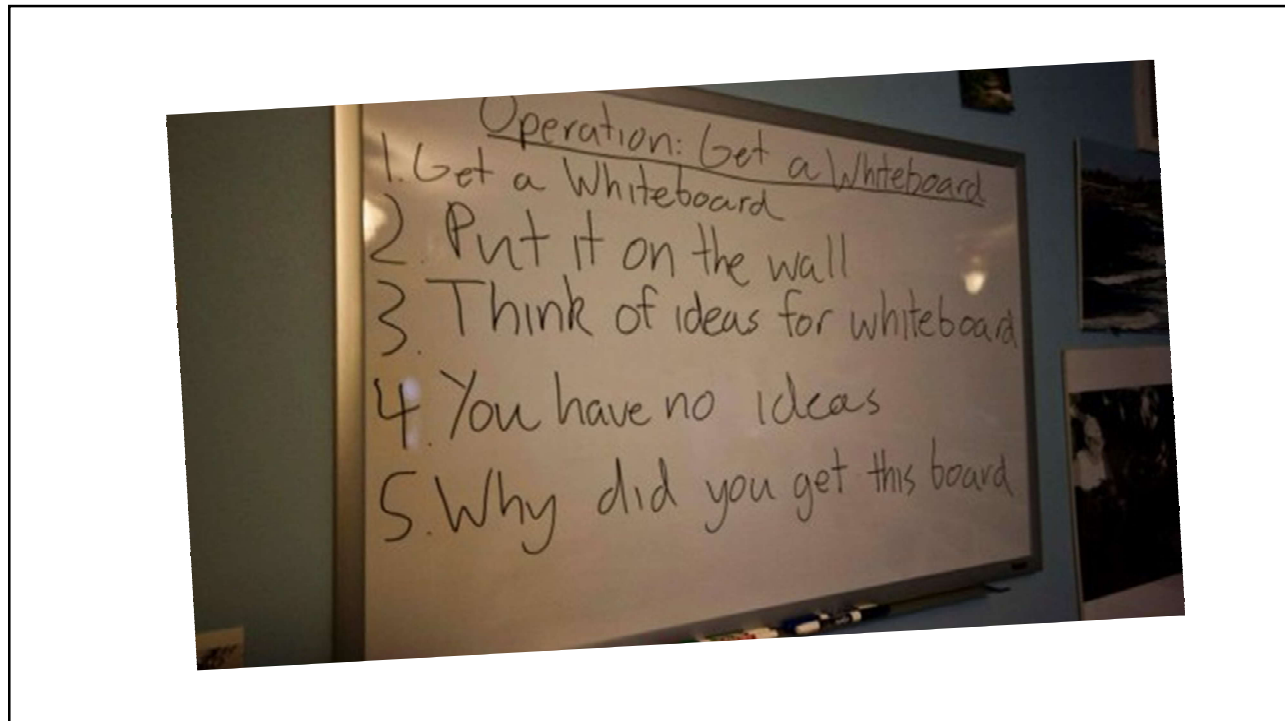 Operation: Get a Whiteboard
1. Get a Whiteboard
2. Put it on the wall
3. Think of ideas for whiteboard
4. You have no ideas
5. Why did you get this board